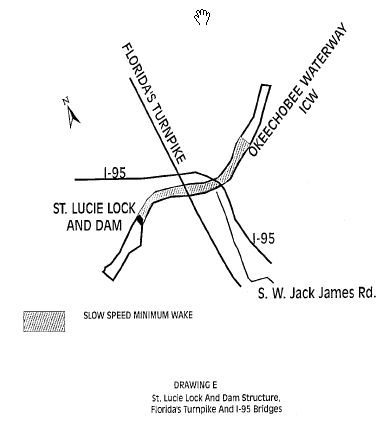 FLORIDA'S TURNPIKE
OKEECHOBEE WATERWAY
ICW
N
I-95
ST. LUCIE LOCK
AND DAM
I-95
S. W. Jack James Rd.
SLOW SPEED MINIMUM WAKE
DRAWING E
St. Lucie Lock And Dam Structure,
Florida's Turnpike And I-95 Bridges